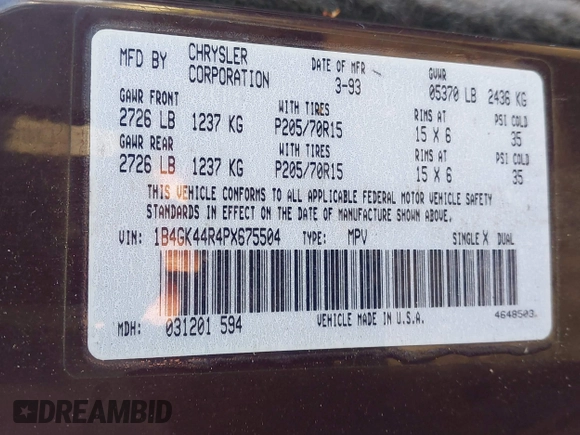 MFD BY CHRYSLER CORPORATION DATE OF MFR 3-93 GVWR 05370 LB 2436 KG
GAWR FRONT WITH TIRES RIMS AT PSI COLD
2726 LB 1237 KG P205/70R15 15 X 6 35
GAWR REAR WITH TIRES RIMS AT PSI COLD
2726 LB 1237 KG P205/70R15 15 X 6 35
THIS VEHICLE CONFORMS TO ALL APPLICABLE FEDERAL MOTOR VEHICLE SAFETY
STANDARDS IN EFFECT ON THE DATE OF MANUFACTURE SHOWN ABOVE.
VIN: 1B4GK44R4PX675504 TYPE: MPV SINGLE X DUAL
MDH: 031201 594 VEHICLE MADE IN U.S.A. 4648503
DREAMBID